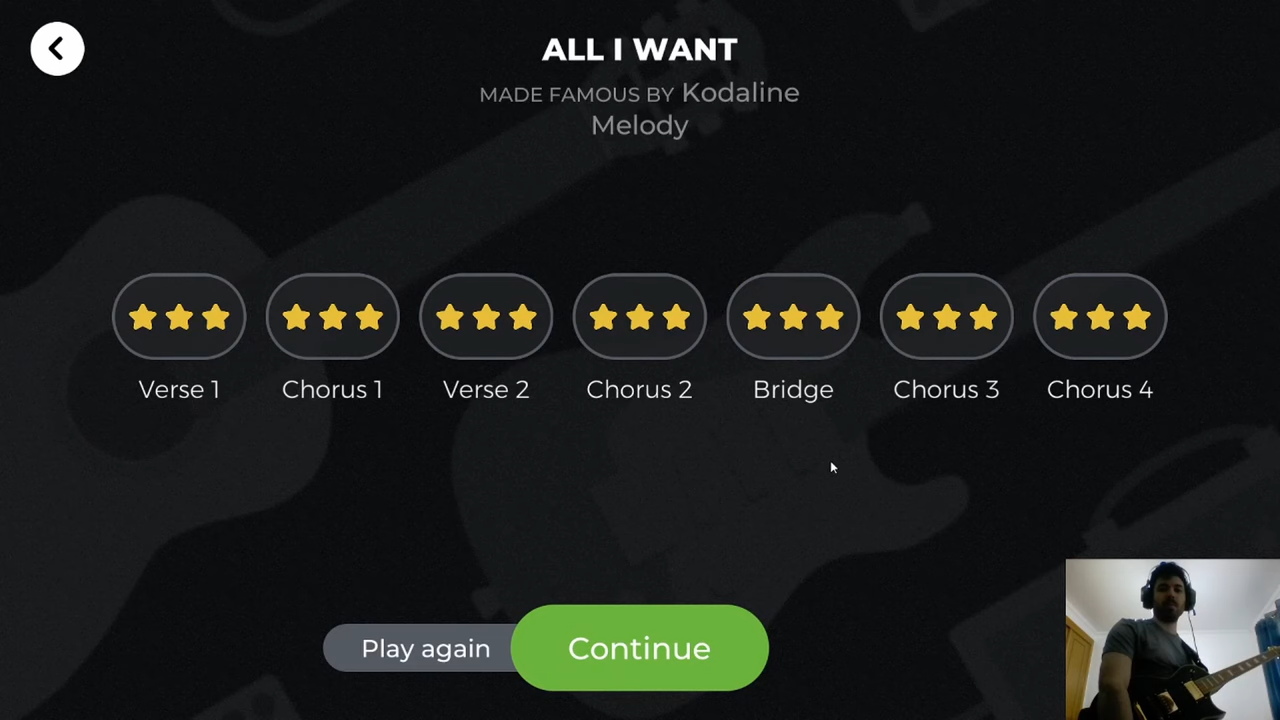 ALL I WANT
MADE FAMOUS BY Kodaline
Melody
Verse 1
Chorus 1
Verse 2
Chorus 2
Bridge
Chorus 3
Chorus 4
Play again
Continue